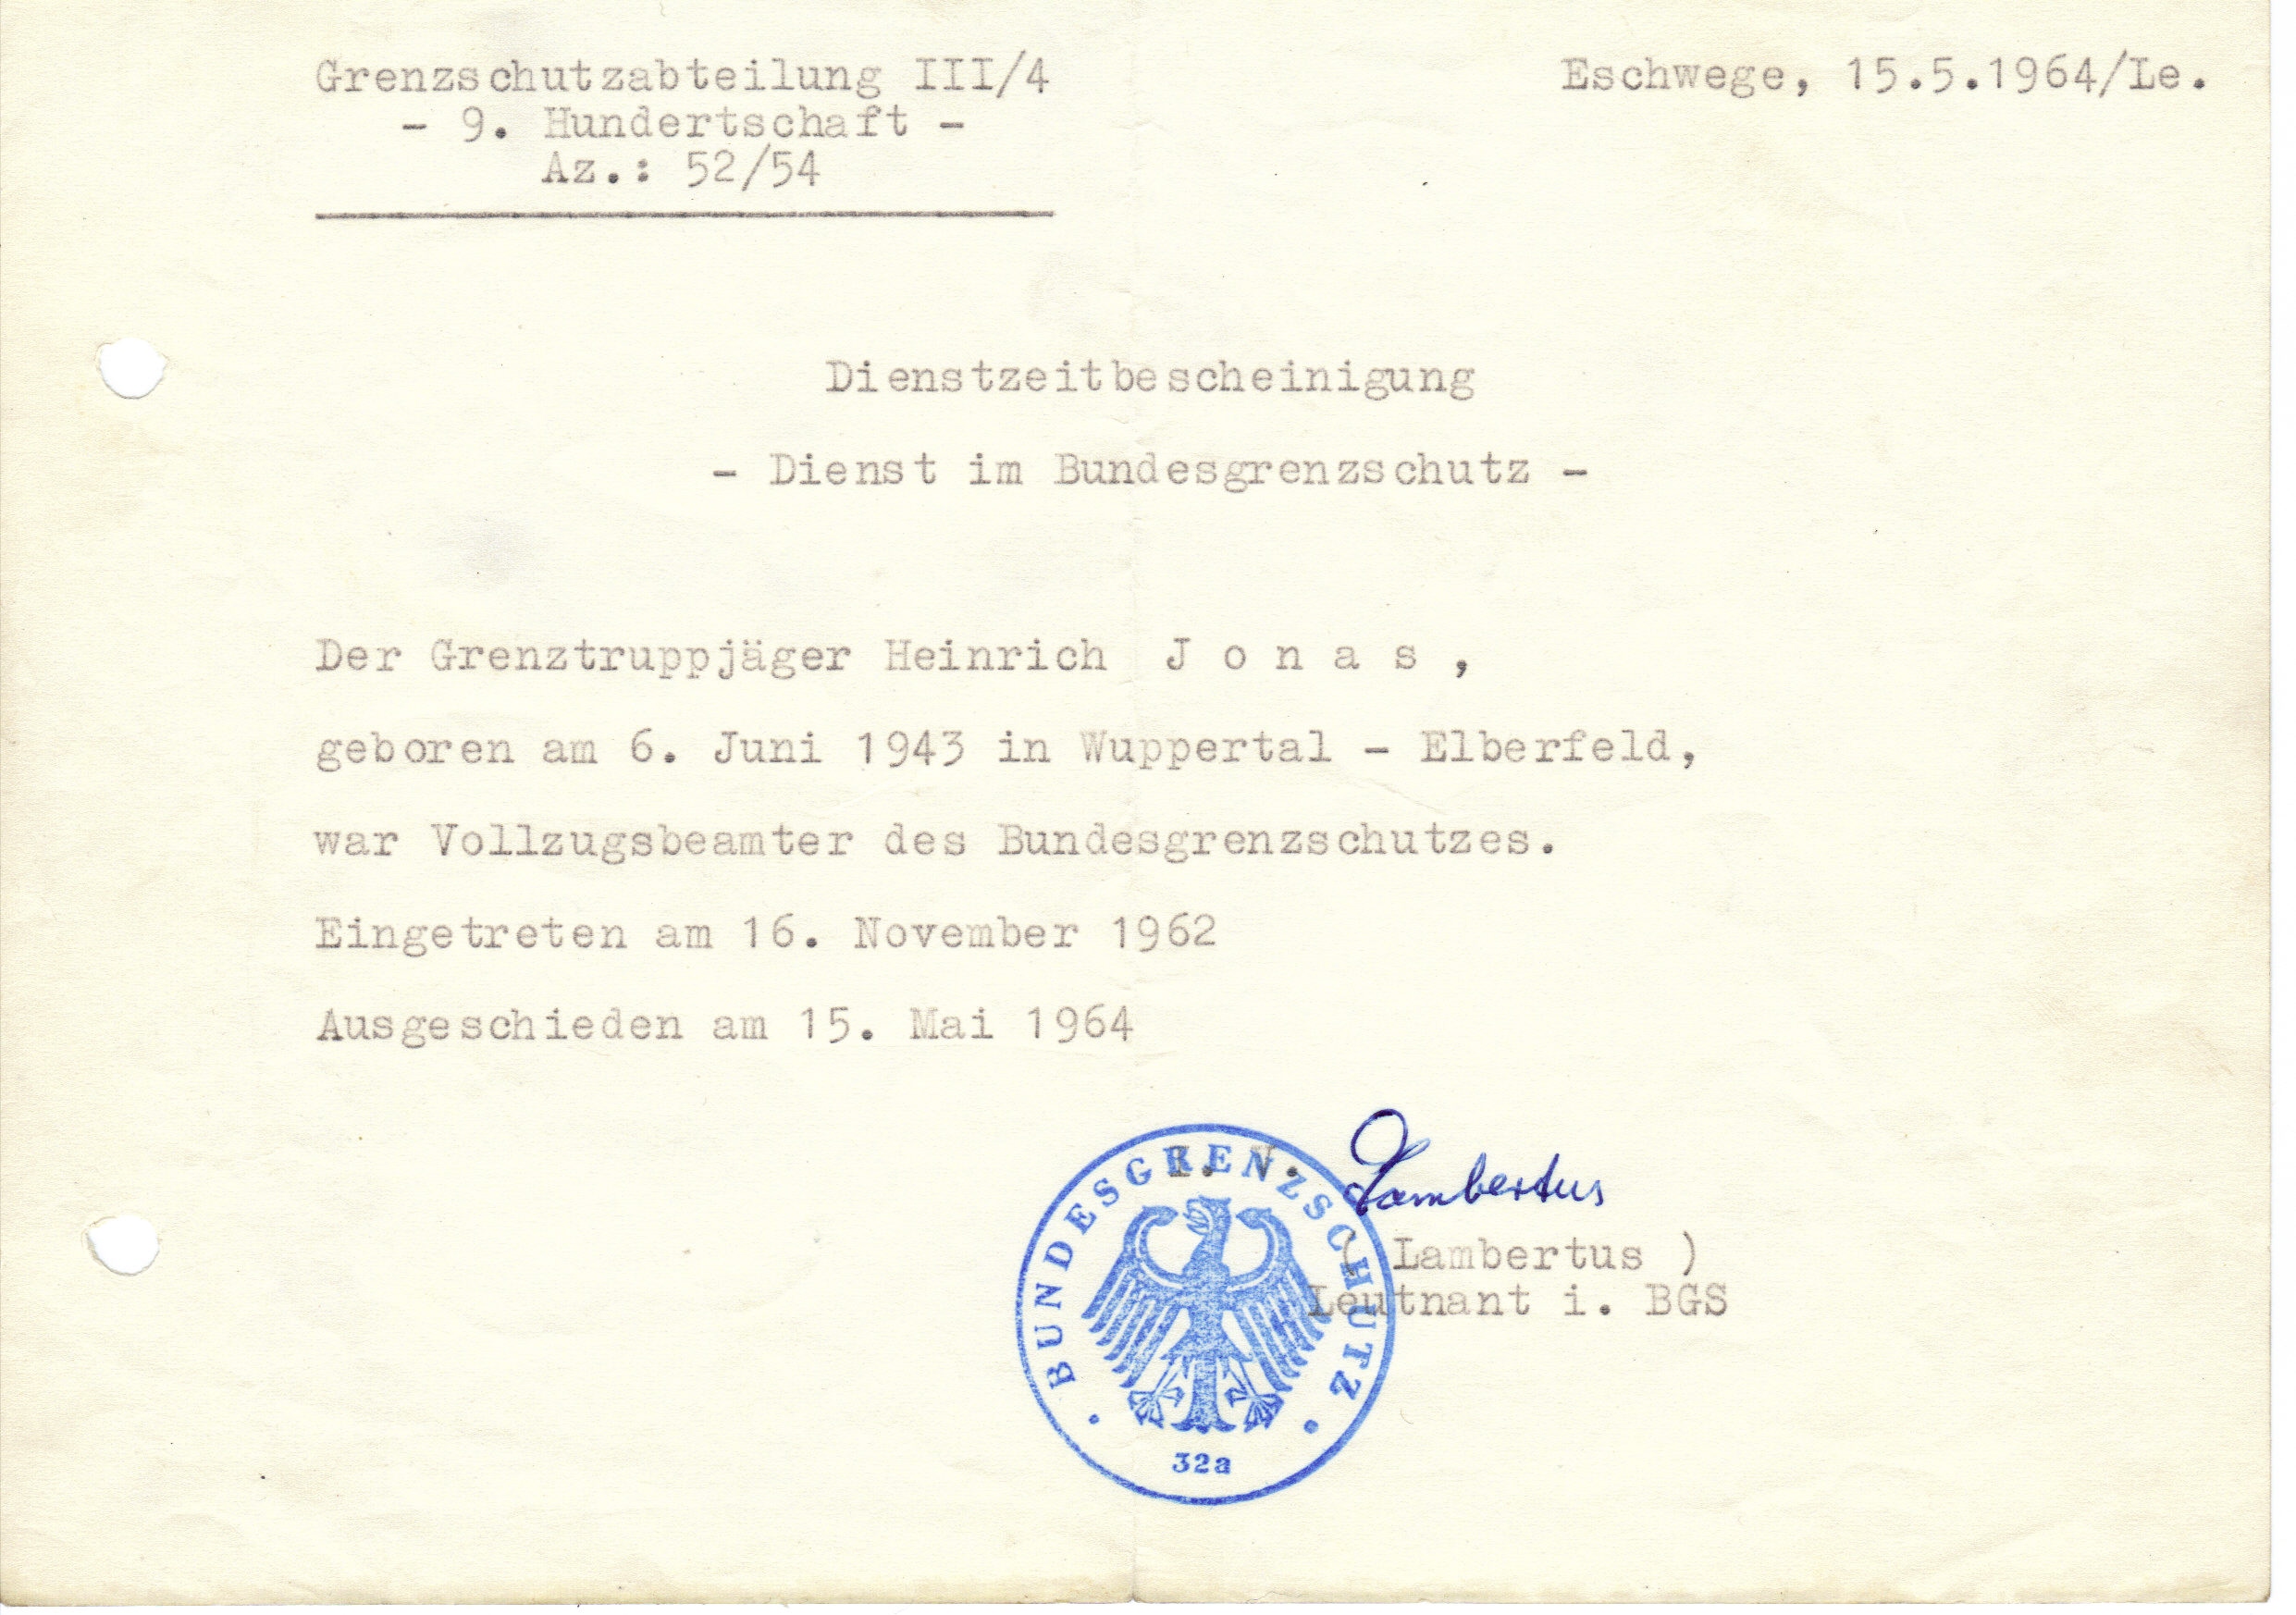 Grenzschutzabteilung III/4
Eschwege, 15.5.1964/Le.
- 9. Hundertschaft -
Az.: 52/54
Dienstzeitbescheinigung
- Dienst im Bundesgrenzschutz -
Der Grenztruppjäger Heinrich J o n a s ,
geboren am 6. Juni 1943 in Wuppertal - Elberfeld,
war Vollzugsbeamter des Bundesgrenzschutzes.
Eingetreten am 16. November 1962
Ausgeschieden am 15. Mai 1964
I. V.
Lambertus
( Lambertus )
Leutnant i. BGS
BUNDESGRENZSCHUTZ
32a